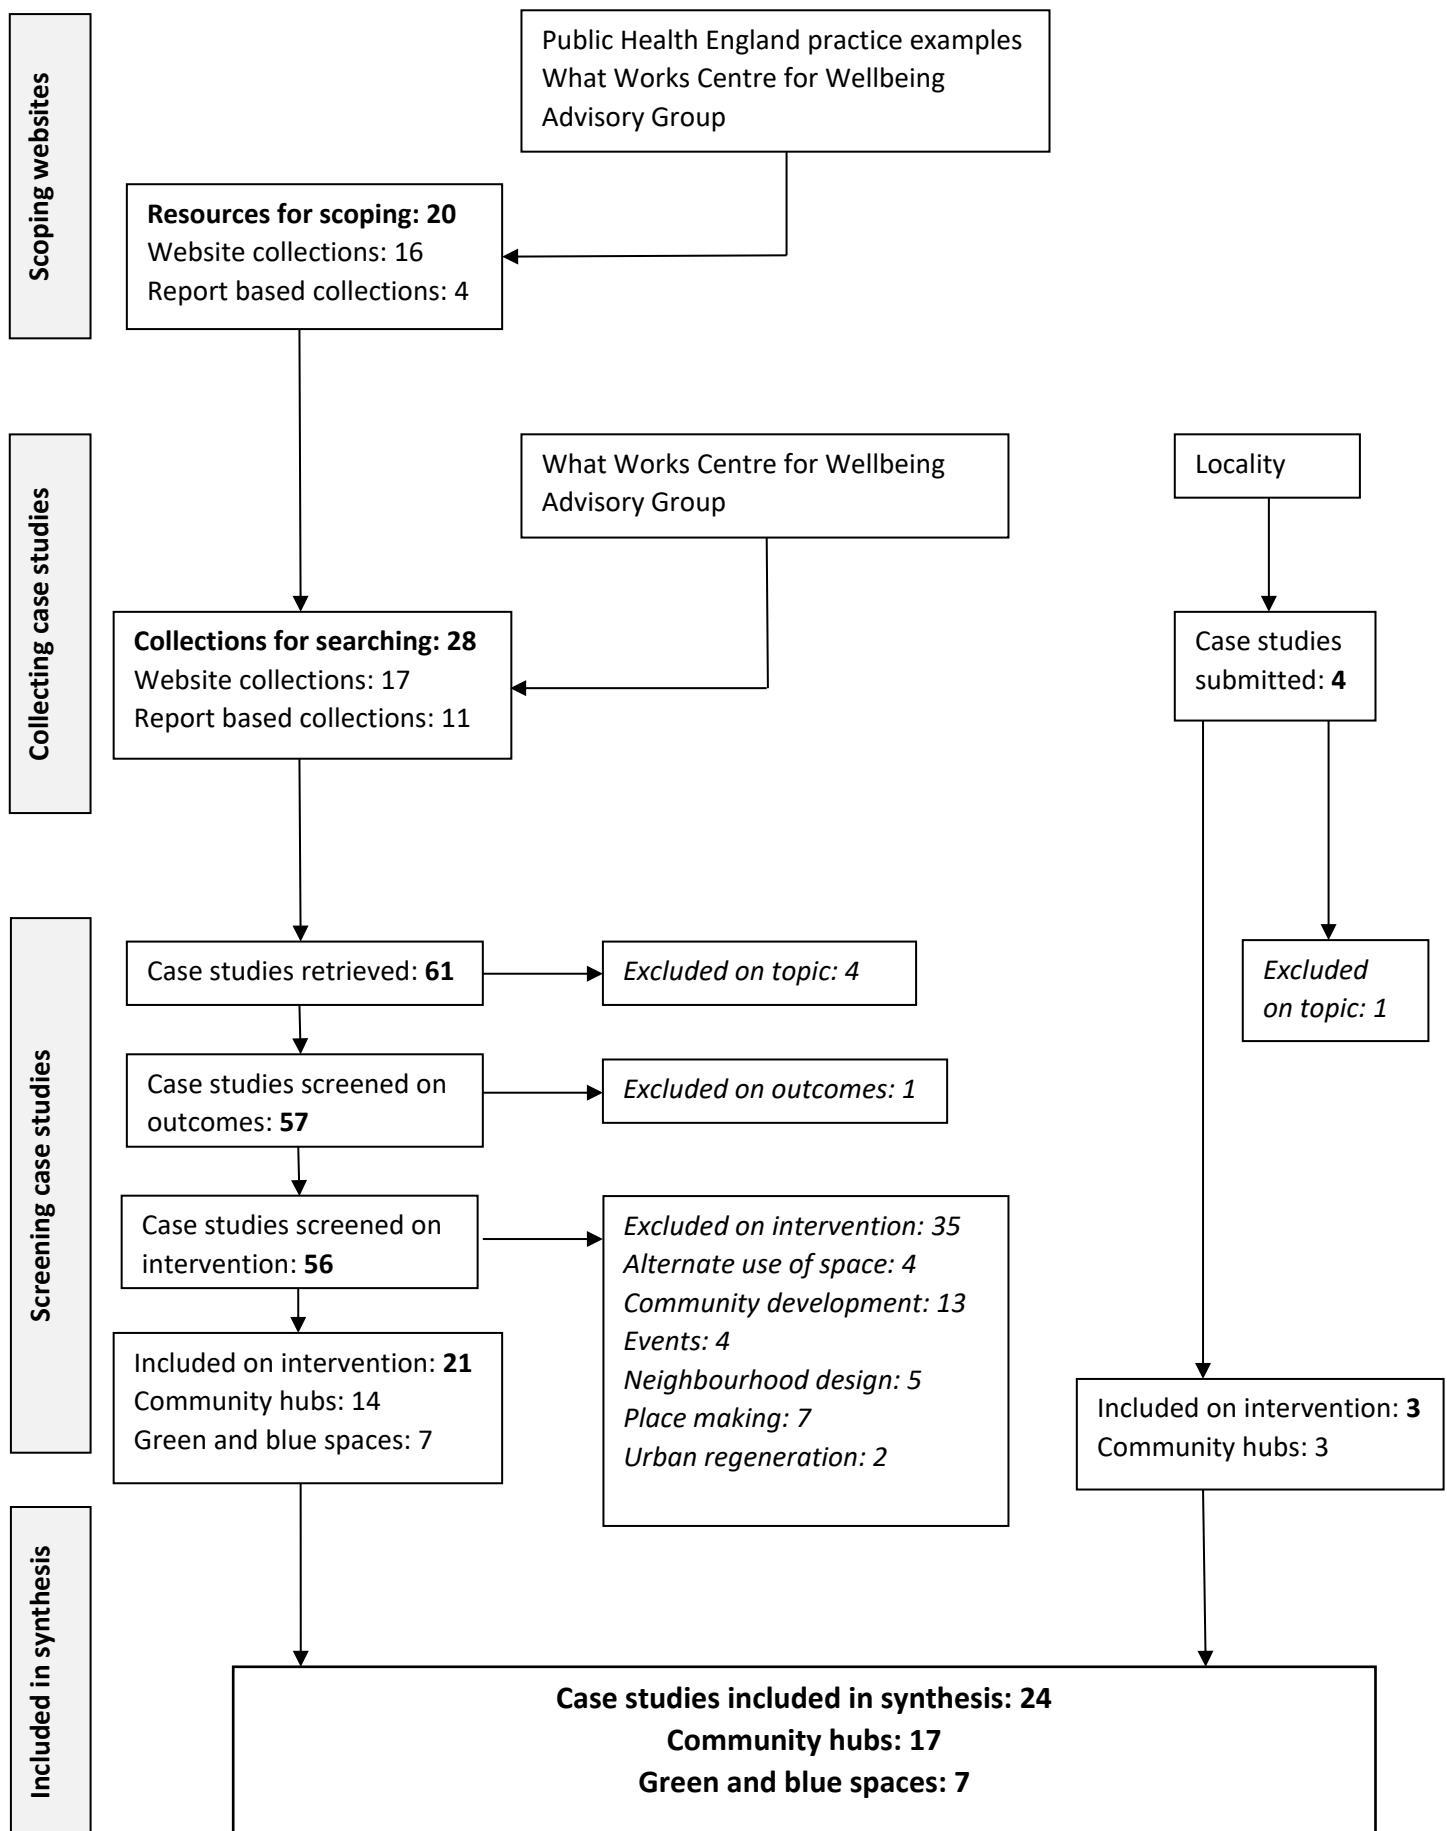 Scoping websites
Public Health England practice examples
What Works Centre for Wellbeing
Advisory Group
Resources for scoping: 20
Website collections: 16
Report based collections: 4
Collecting case studies
What Works Centre for Wellbeing
Advisory Group
Locality
Collections for searching: 28
Website collections: 17
Report based collections: 11
Case studies
submitted: 4
Screening case studies
Case studies retrieved: 61
Excluded on topic: 4
Excluded
on topic: 1
Case studies screened on
outcomes: 57
Excluded on outcomes: 1
Case studies screened on
intervention: 56
Excluded on intervention: 35
Alternate use of space: 4
Community development: 13
Events: 4
Neighbourhood design: 5
Place making: 7
Urban regeneration: 2
Included on intervention: 21
Community hubs: 14
Green and blue spaces: 7
Included on intervention: 3
Community hubs: 3
Included in synthesis
Case studies included in synthesis: 24
Community hubs: 17
Green and blue spaces: 7